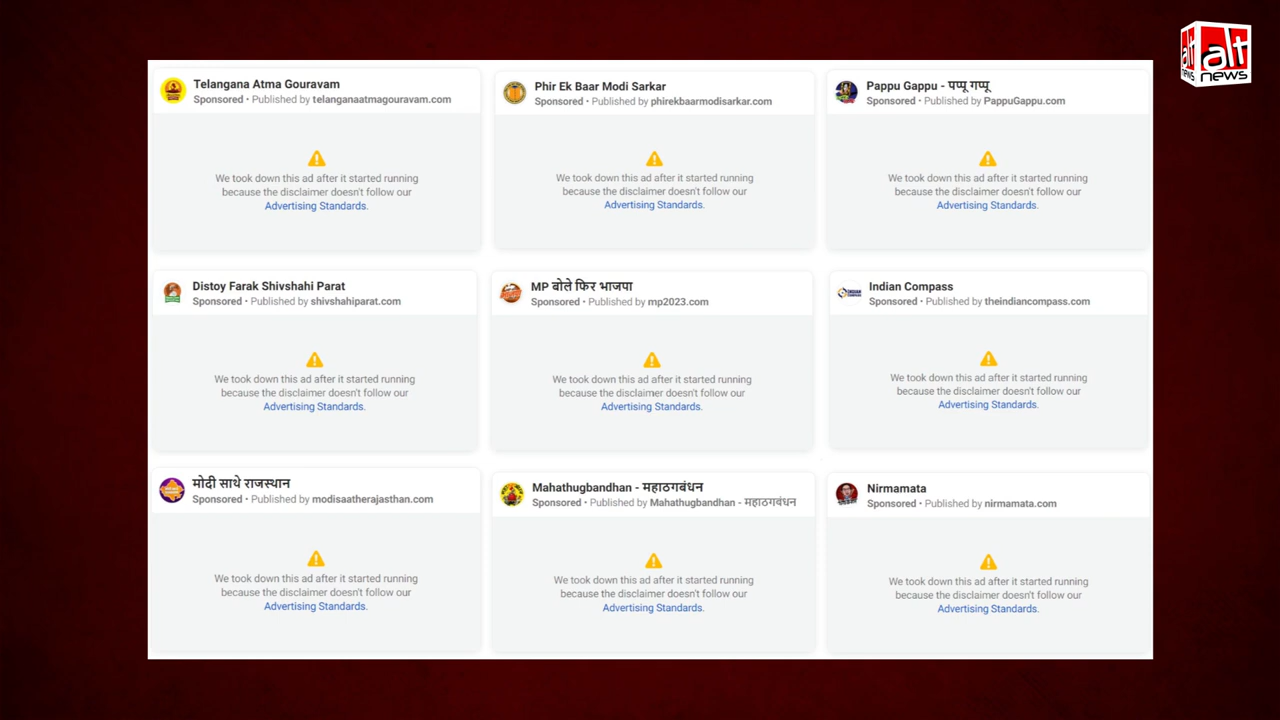 alt
news
alt
news
Telangana Atma Gouravam
Sponsored • Published by telanganaatmagouravam.com
We took down this ad after it started running
because the disclaimer doesn't follow our
Advertising Standards.
Phir Ek Baar Modi Sarkar
Sponsored • Published by phirekbaarmodisarkar.com
We took down this ad after it started running
because the disclaimer doesn't follow our
Advertising Standards.
Pappu Gappu - पप्पू गप्पू
Sponsored • Published by PappuGappu.com
We took down this ad after it started running
because the disclaimer doesn't follow our
Advertising Standards.
Distoy Farak Shivshahi Parat
Sponsored • Published by shivshahiparat.com
We took down this ad after it started running
because the disclaimer doesn't follow our
Advertising Standards.
MP बोले फिर भाजपा
Sponsored • Published by mp2023.com
We took down this ad after it started running
because the disclaimer doesn't follow our
Advertising Standards.
Indian Compass
Sponsored • Published by theindiancompass.com
We took down this ad after it started running
because the disclaimer doesn't follow our
Advertising Standards.
मोदी साथे राजस्थान
Sponsored • Published by modisaatherajasthan.com
We took down this ad after it started running
because the disclaimer doesn't follow our
Advertising Standards.
Mahathugbandhan - महाठगबंधन
Sponsored • Published by Mahathugbandhan - महाठगबंधन
We took down this ad after it started running
because the disclaimer doesn't follow our
Advertising Standards.
Nirmamata
Sponsored • Published by nirmamata.com
We took down this ad after it started running
because the disclaimer doesn't follow our
Advertising Standards.